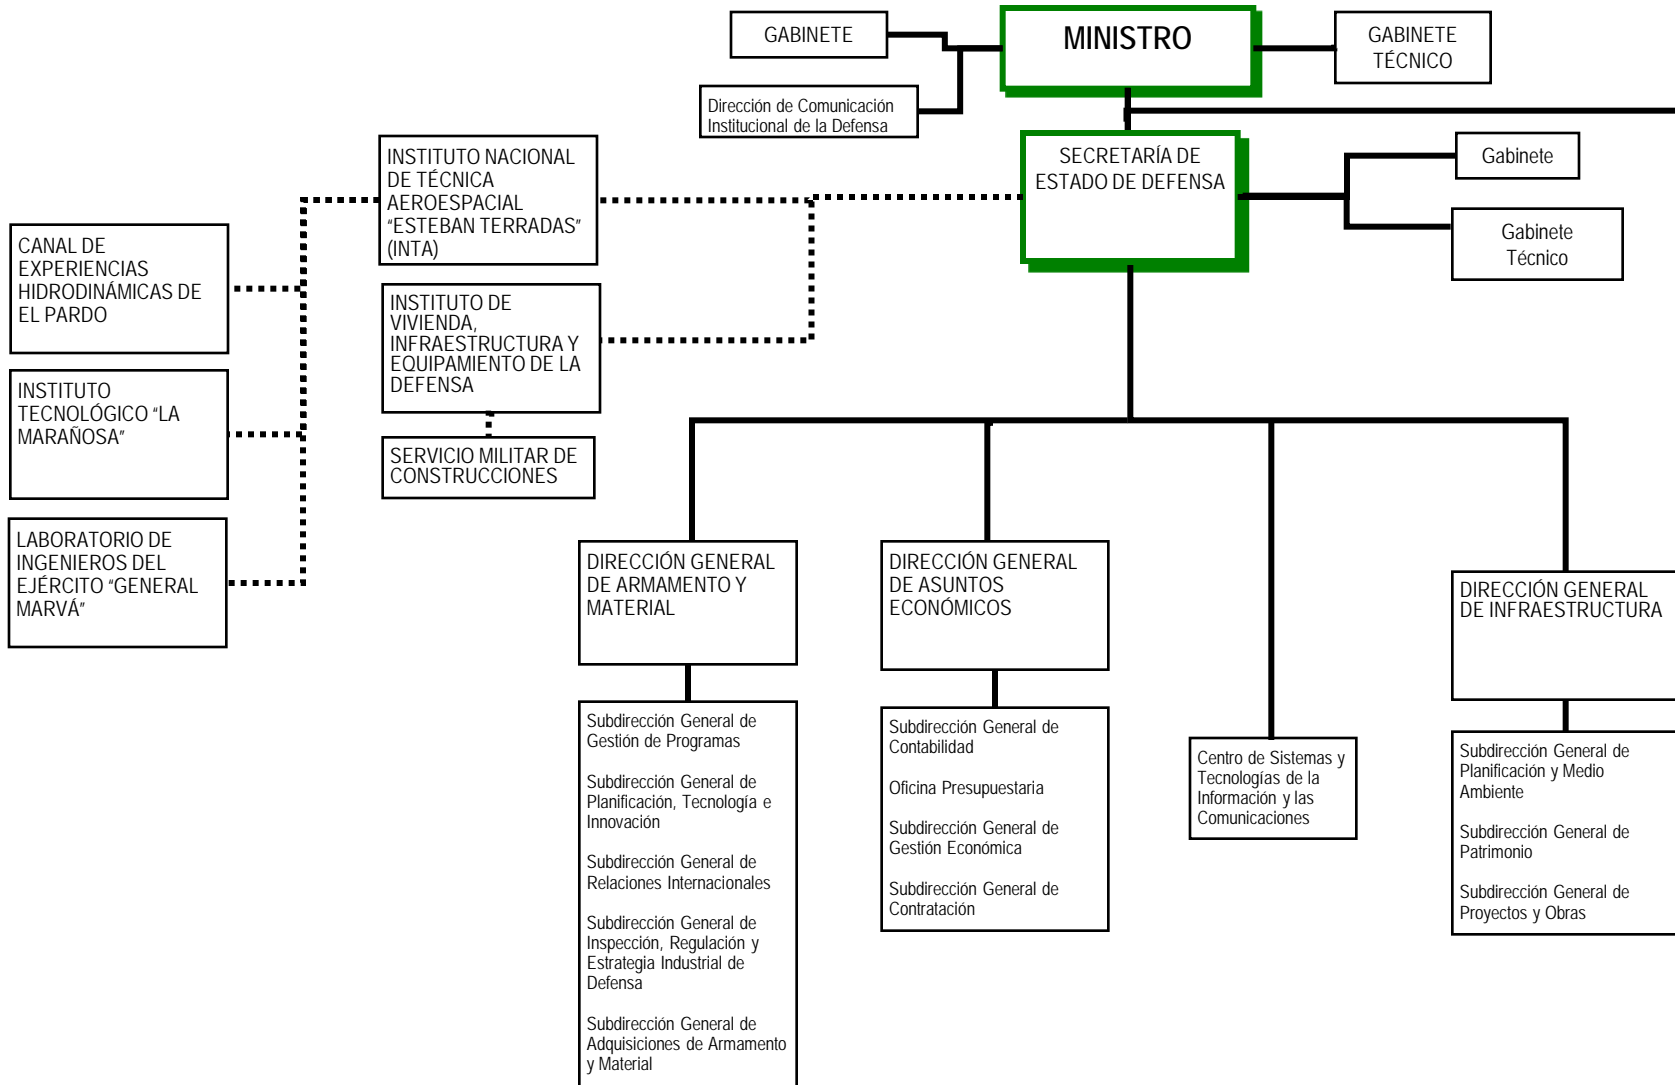 GABINETE
MINISTRO
GABINETE
TÉCNICO
Dirección de Comunicación
Institucional de la Defensa
SECRETARÍA DE
ESTADO DE DEFENSA
Gabinete
Gabinete
Técnico
INSTITUTO NACIONAL
DE TÉCNICA
AEROESPACIAL
“ESTEBAN TERRADAS”
(INTA)
CANAL DE
EXPERIENCIAS
HIDRODINÁMICAS DE
EL PARDO
INSTITUTO DE
VIVIENDA,
INFRAESTRUCTURA Y
EQUIPAMIENTO DE LA
DEFENSA
INSTITUTO
TECNOLÓGICO “LA
MARAÑOSA”
SERVICIO MILITAR DE
CONSTRUCCIONES
LABORATORIO DE
INGENIEROS DEL
EJÉRCITO “GENERAL
MARVÁ”
DIRECCIÓN GENERAL
DE ARMAMENTO Y
MATERIAL
DIRECCIÓN GENERAL
DE ASUNTOS
ECONÓMICOS
DIRECCIÓN GENERAL
DE INFRAESTRUCTURA
Subdirección General de
Gestión de Programas
Subdirección General de
Planificación, Tecnología e
Innovación
Subdirección General de
Relaciones Internacionales
Subdirección General de
Inspección, Regulación y
Estrategia Industrial de
Defensa
Subdirección General de
Adquisiciones de Armamento
y Material
Subdirección General de
Contabilidad
Oficina Presupuestaria
Subdirección General de
Gestión Económica
Subdirección General de
Contratación
Centro de Sistemas y
Tecnologías de la
Información y las
Comunicaciones
Subdirección General de
Planificación y Medio
Ambiente
Subdirección General de
Patrimonio
Subdirección General de
Proyectos y Obras